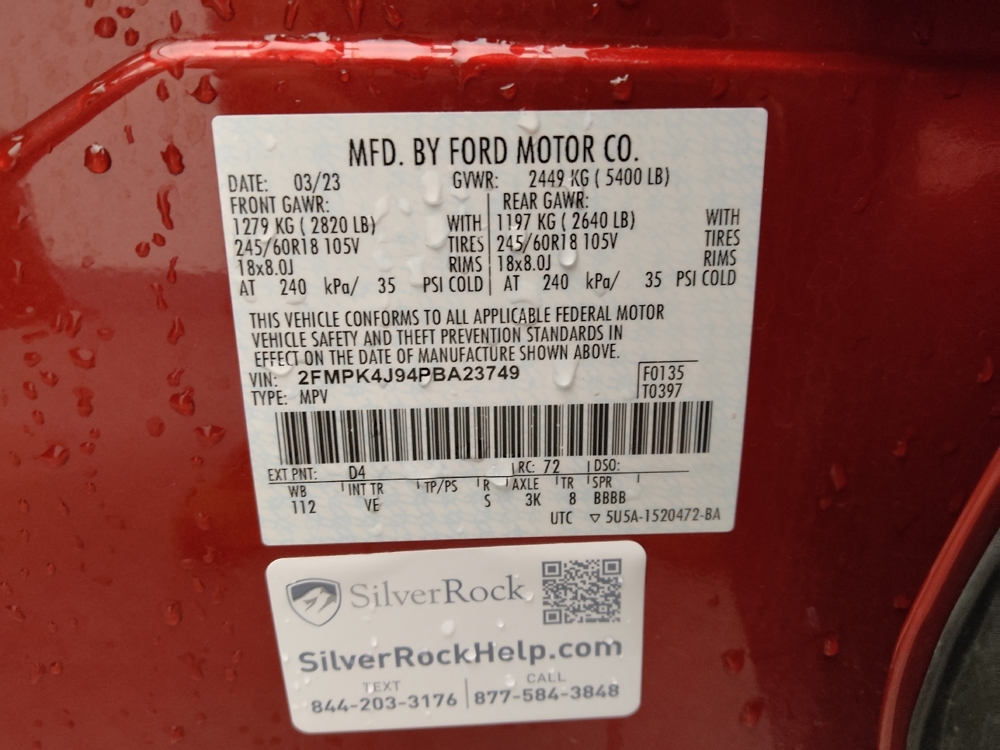 MFD. BY FORD MOTOR CO.
DATE: 03/23 GVWR: 2449 KG ( 5400 LB)
FRONT GAWR: REAR GAWR:
1279 KG ( 2820 LB) WITH 1197 KG ( 2640 LB) WITH
245/60R18 105V TIRES 245/60R18 105V TIRES
18x8.0J RIMS 18x8.0J RIMS
AT 240 kPa/ 35 PSI COLD AT 240 kPa/ 35 PSI COLD
THIS VEHICLE CONFORMS TO ALL APPLICABLE FEDERAL MOTOR
VEHICLE SAFETY AND THEFT PREVENTION STANDARDS IN
EFFECT ON THE DATE OF MANUFACTURE SHOWN ABOVE.
VIN: 2FMPK4J94PBA23749 F0135
TYPE: MPV T0397
EXT PNT: D4 RC: 72 DSO:
WB INT TR TP/PS R AXLE TR SPR
112 VE S 3K 8 BBBB
UTC ▽ 5U5A-1520472-BA
SilverRock
SilverRockHelp.com
TEXT CALL
844-203-3176 877-584-3848